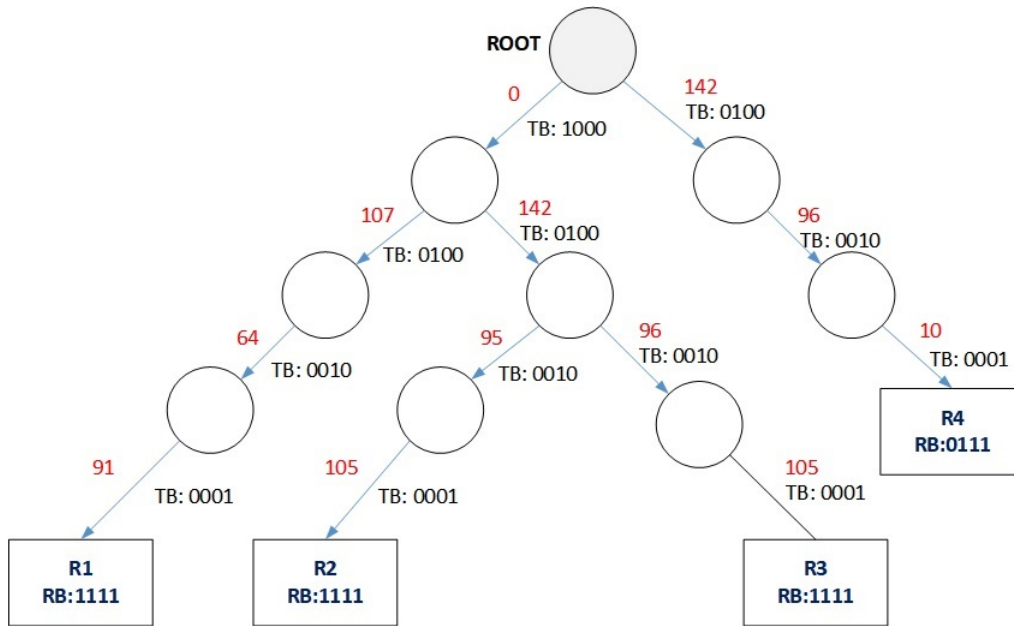 ROOT
0
142
TB: 1000
TB: 0100
107
142
96
TB: 0100
TB: 0100
TB: 0010
64
95
96
10
TB: 0010
TB: 0010
TB: 0010
TB: 0001
R4
RB:0111
91
105
105
TB: 0001
TB: 0001
TB: 0001
R1
RB:1111
R2
RB:1111
R3
RB:1111